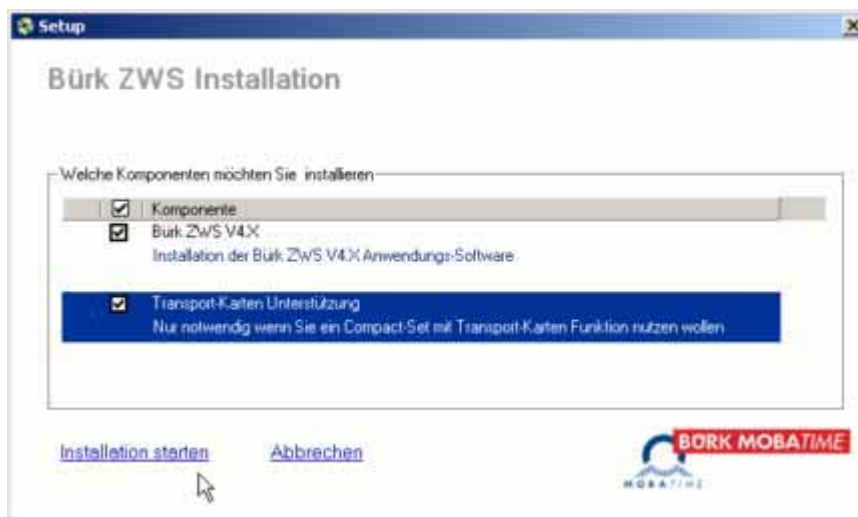 Setup
Bürk ZWS Installation
Welche Komponenten möchten Sie installieren
Komponente
Bürk ZWS V4.X
Installation der Bürk ZWS V4.X Anwendungs-Software
Transport-Karten Unterstützung
Nur notwendig wenn Sie ein Compact-Set mit Transport-Karten Funktion nutzen wollen
Installation starten
Abbrechen
BÜRK MOBATIME
MOBATIME